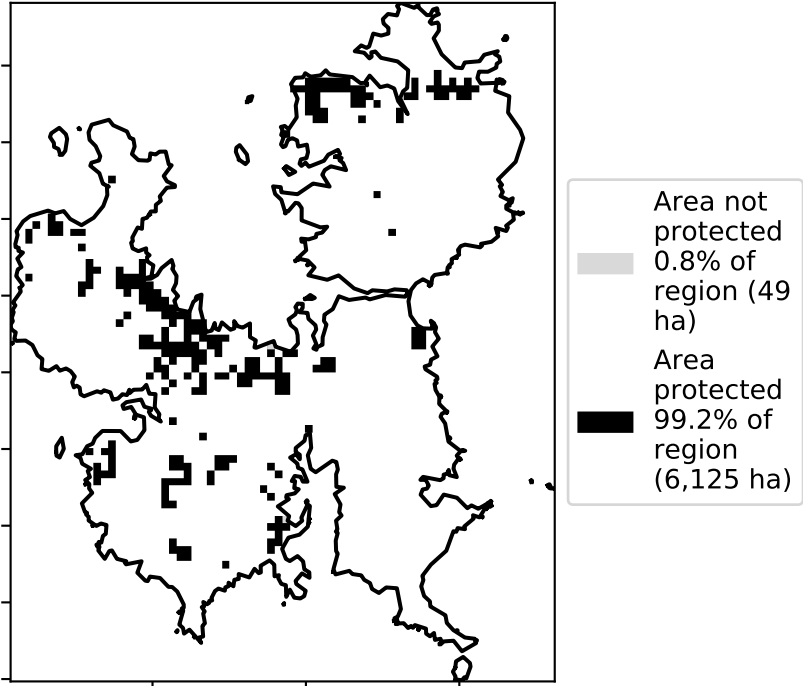 Area not
protected
0.8% of
region (49
ha)
Area
protected
99.2% of
region
(6,125 ha)